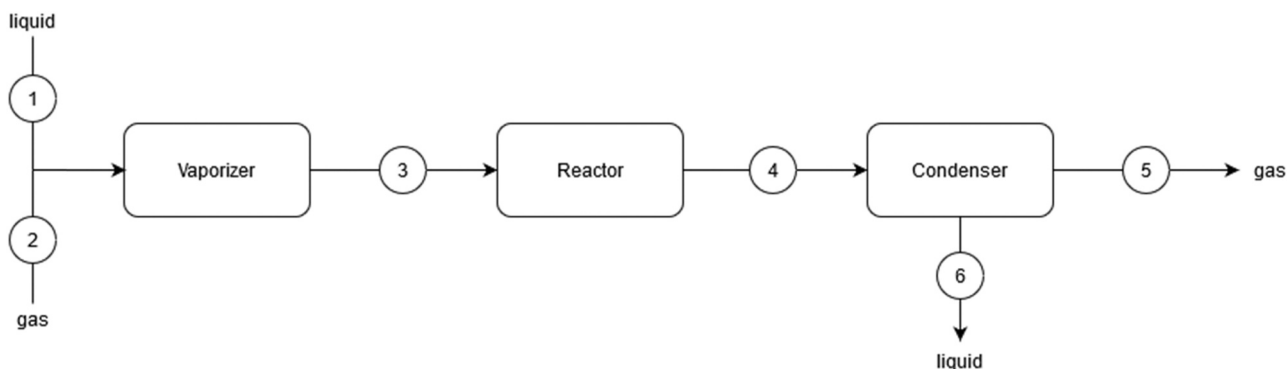 liquid
1
Vaporizer
3
Reactor
4
Condenser
5
gas
2
gas
6
liquid